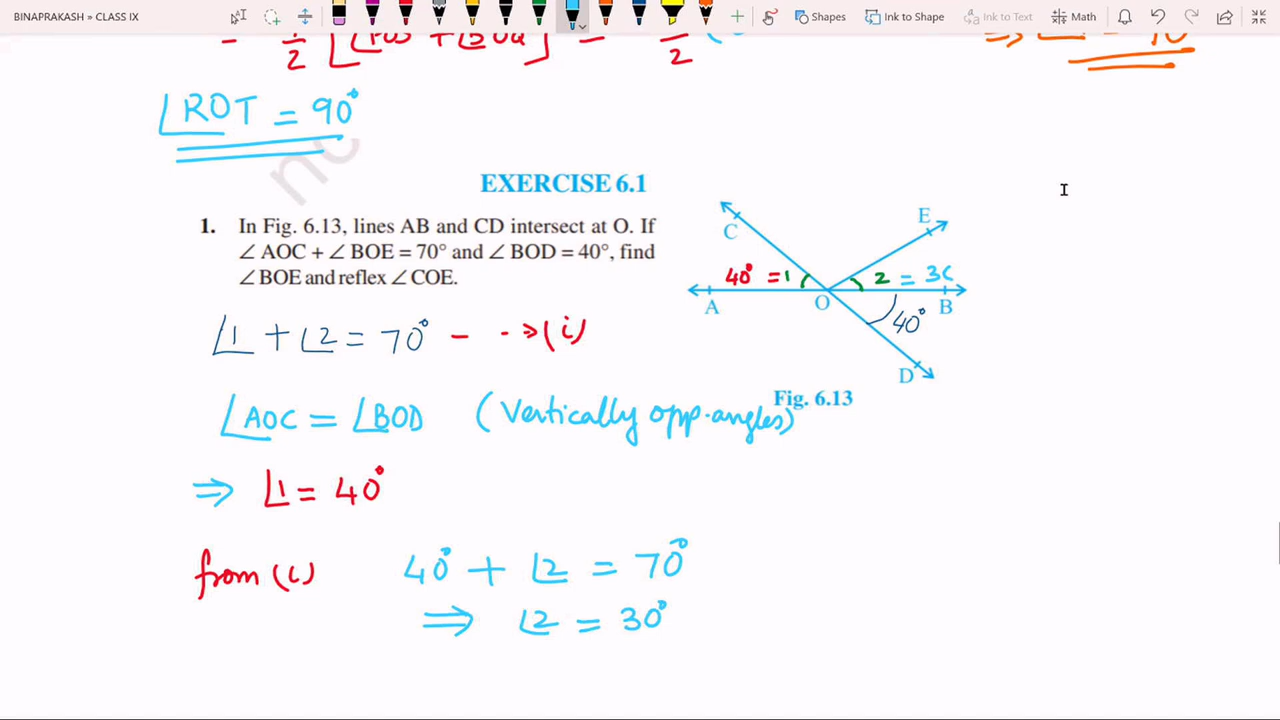 BINAPRAKASH » CLASS IX
Shapes Ink to Shape Ink to Text Math
∠ROT = 90°
EXERCISE 6.1
1. In Fig. 6.13, lines AB and CD intersect at O. If
∠ AOC + ∠ BOE = 70° and ∠ BOD = 40°, find
∠ BOE and reflex ∠ COE.
C E
40° = 1 2 = 3
A O B
40°
D
Fig. 6.13
∠1 + ∠2 = 70° - - → (i)
∠AOC = ∠BOD (Vertically opp. angles)
⇒ ∠1 = 40°
from (i) 40° + ∠2 = 70°
⇒ ∠2 = 30°